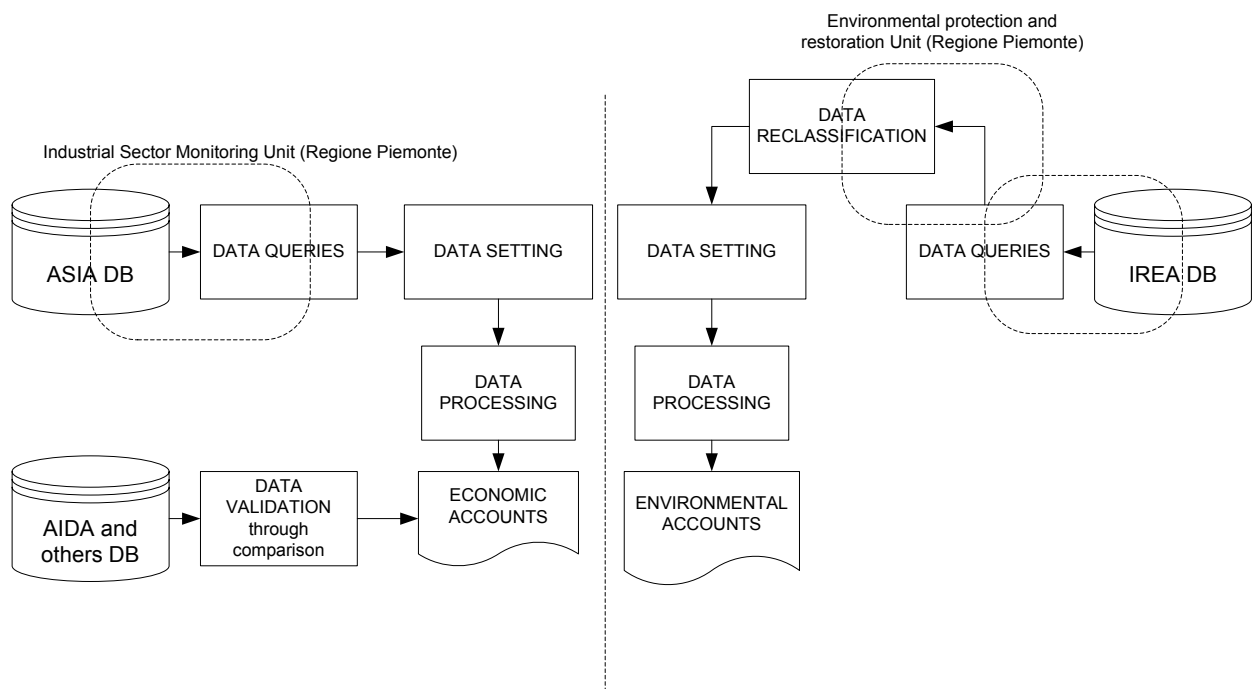 Environmental protection and
restoration Unit (Regione Piemonte)
DATA
RECLASSIFICATION
Industrial Sector Monitoring Unit (Regione Piemonte)
ASIA DB
DATA QUERIES
DATA SETTING
DATA SETTING
DATA QUERIES
IREA DB
DATA
PROCESSING
DATA
PROCESSING
AIDA and
others DB
DATA
VALIDATION
through
comparison
ECONOMIC
ACCOUNTS
ENVIRONMENTAL
ACCOUNTS